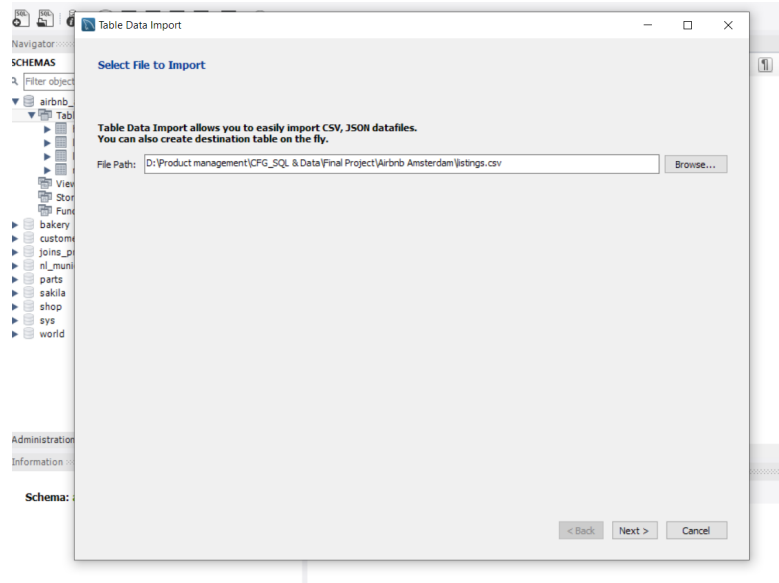 SQL SQL
Table Data Import
Navigator
SCHEMAS
Filter object
airbnb_
Tabl
View
Stor
Func
bakery
custome
joins_p
nl_muni
parts
sakila
shop
sys
world
Administration
Information
Schema:
Select File to Import
Table Data Import allows you to easily import CSV, JSON datafiles.
You can also create destination table on the fly.
File Path: D:\Product management\CFG_SQL & Data\Final Project\Airbnb Amsterdam\listings.csv Browse...
< Back Next > Cancel